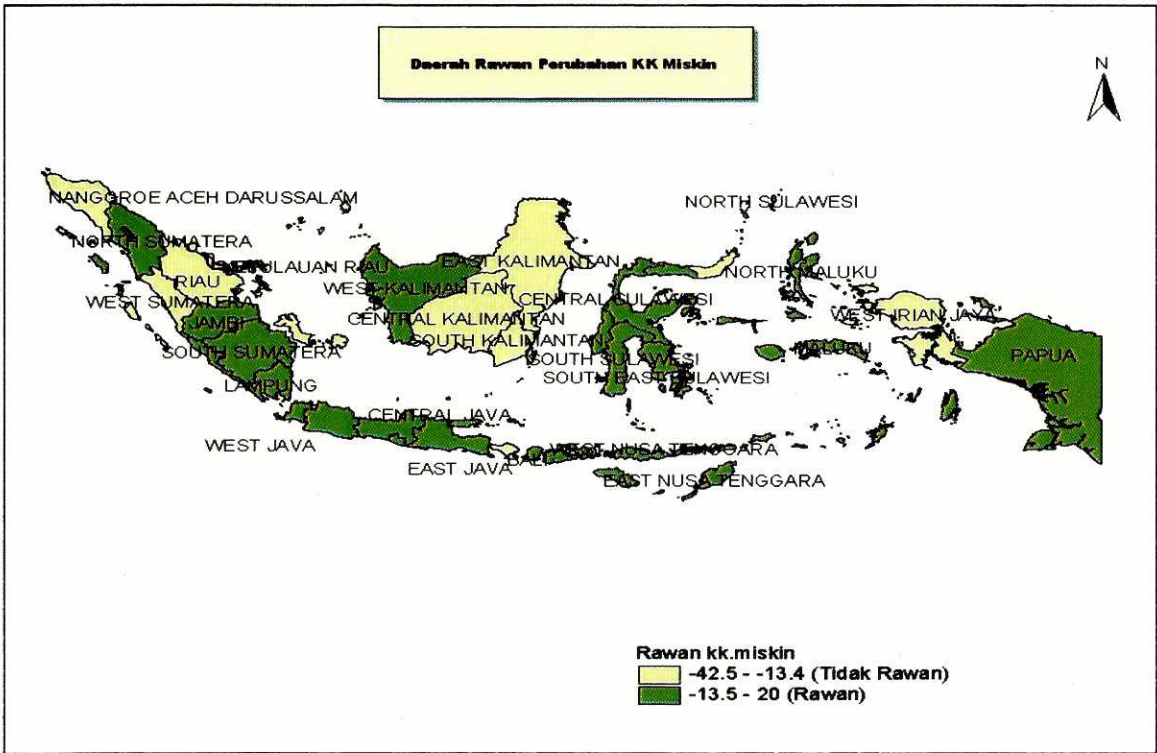 Daerah Rawan Perubahan KK Miskin
N
NANGGROE ACEH DARUSSALAM
NORTH SULAWESI
NORTH SUMATERA
KEPULAUAN RIAU
EAST KALIMANTAN
NORTH MALUKU
RIAU
WEST KALIMANTAN
WEST SUMATERA
CENTRAL SULAWESI
WEST IRIAN JAYA
JAMBI
CENTRAL KALIMANTAN
SOUTH KALIMANTAN
MALUKU
SOUTH SUMATERA
SOUTH SULAWESI
PAPUA
SOUTH EAST SULAWESI
LAMPUNG
CENTRAL JAVA
WEST JAVA
WEST NUSA TENGGARA
BALI
EAST JAVA
EAST NUSA TENGGARA
Rawan kk.miskin
-42.5 - -13.4 (Tidak Rawan)
-13.5 - 20 (Rawan)